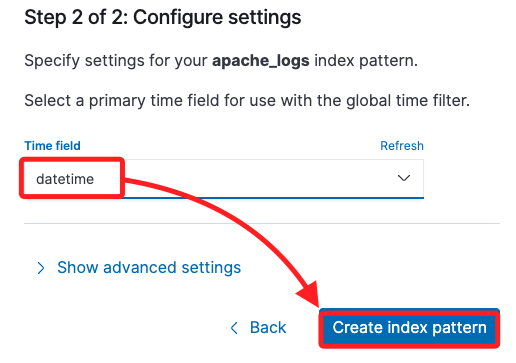 Step 2 of 2: Configure settings
Specify settings for your apache_logs index pattern.
Select a primary time field for use with the global time filter.
Time field Refresh
datetime
Show advanced settings
Back Create index pattern